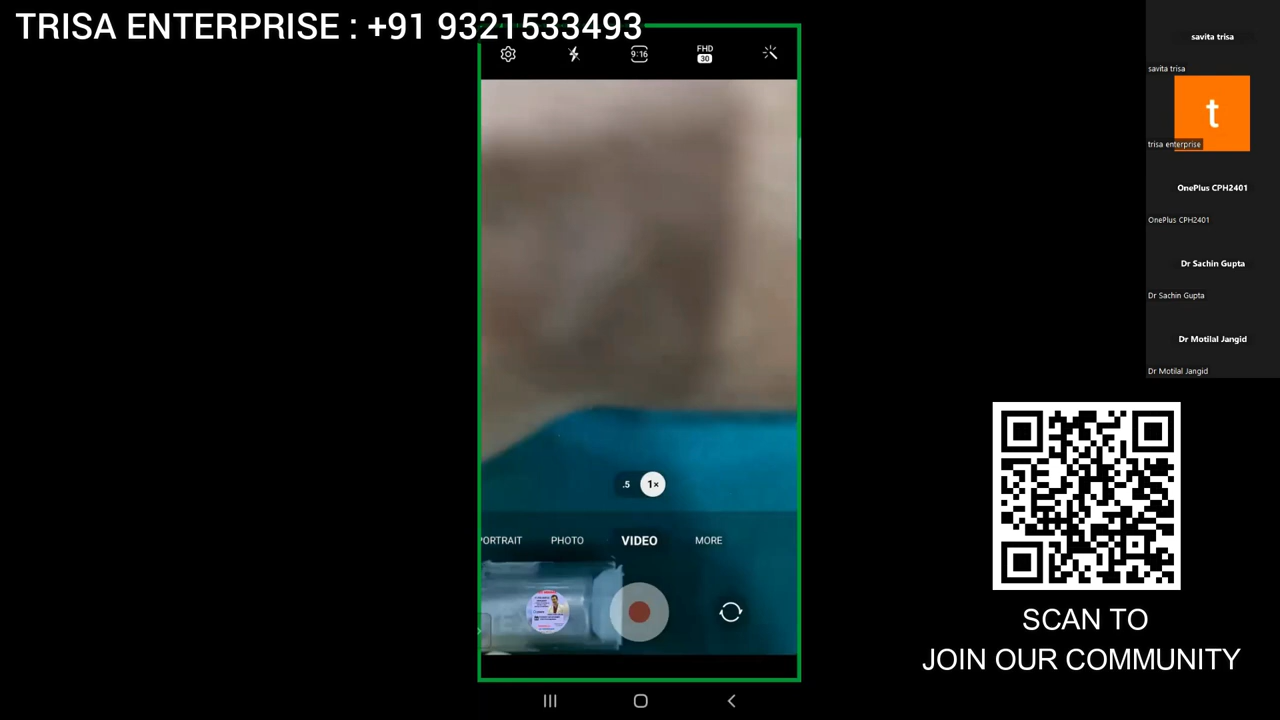 TRISA ENTERPRISE : +91 9321533493
9:16
FHD
30
.5
1×
PORTRAIT
PHOTO
VIDEO
MORE
savita trisa
savita trisa
t
trisa enterprise
OnePlus CPH2401
OnePlus CPH2401
Dr Sachin Gupta
Dr Sachin Gupta
Dr Motilal Jangid
Dr Motilal Jangid
SCAN TO
JOIN OUR COMMUNITY